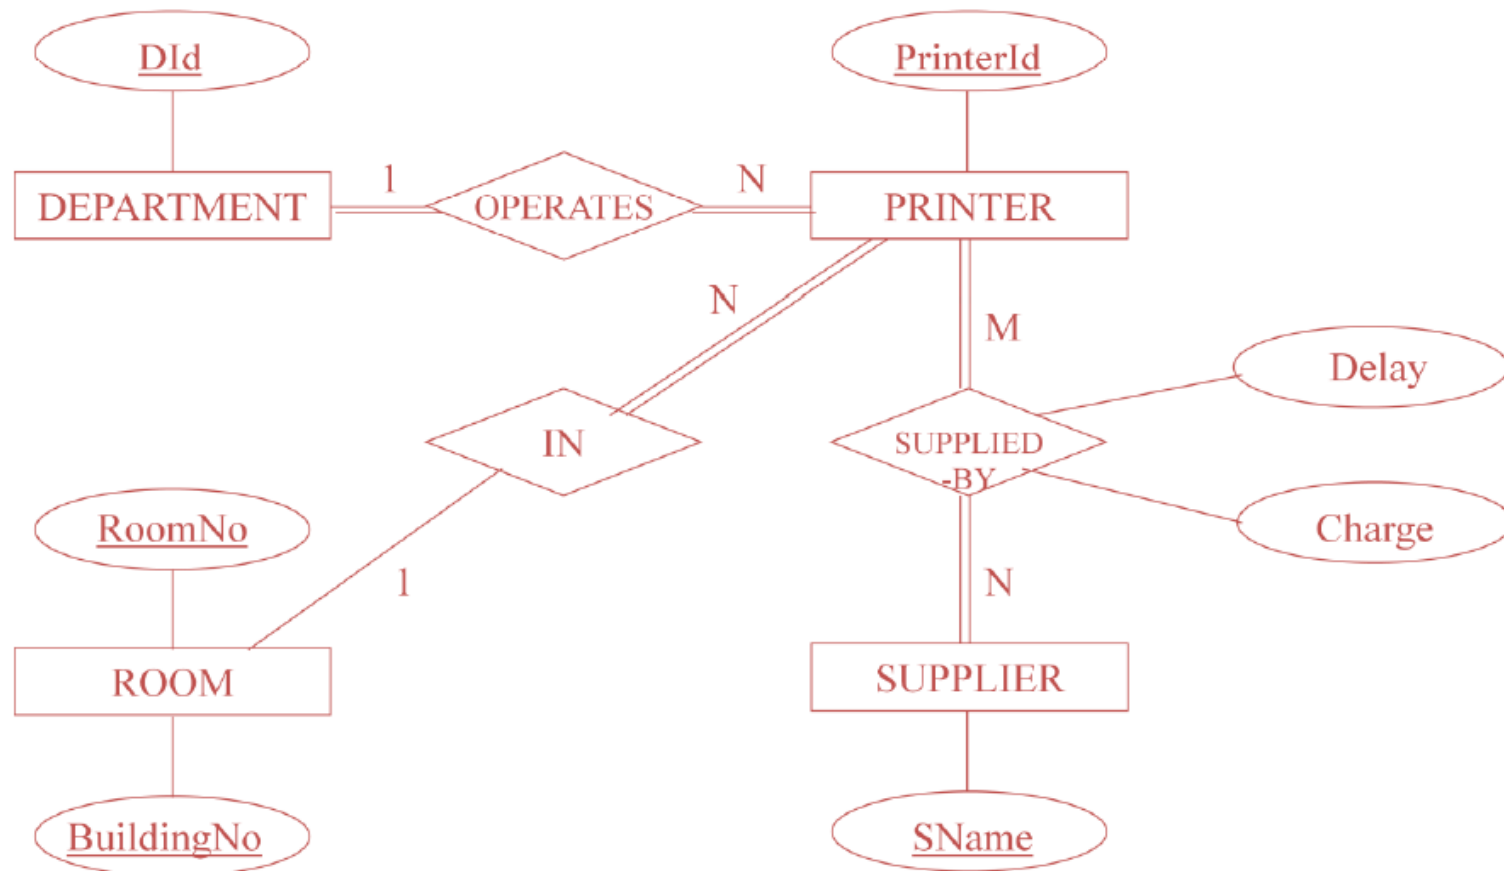 DId
PrinterId
DEPARTMENT
1
OPERATES
N
PRINTER
N
M
Delay
IN
SUPPLIED
-BY
RoomNo
Charge
1
N
ROOM
SUPPLIER
BuildingNo
SName